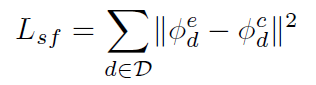 $L_{sf} = \sum_{d \in \mathcal{D}} \| \phi_d^e - \phi_d^c \|^2$